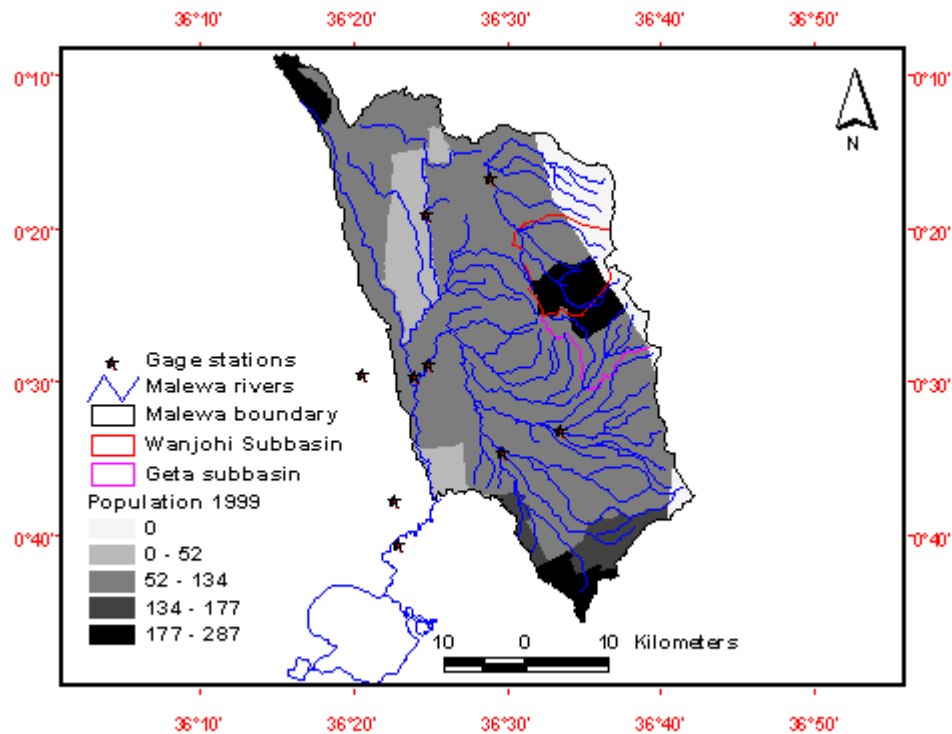 36°10' 36°20' 36°30' 36°40' 36°50'
0°10' 0°10'
N
0°20' 0°20'
Gage stations
Malewa rivers
0°30' 0°30'
Malewa boundary
Wanjohi Subbasin
Geta subbasin
Population 1999
0
0°40' 0°40'
0 - 52
52 - 134
134 - 177
177 - 287
10 0 10 Kilometers
36°10' 36°20' 36°30' 36°40' 36°50'